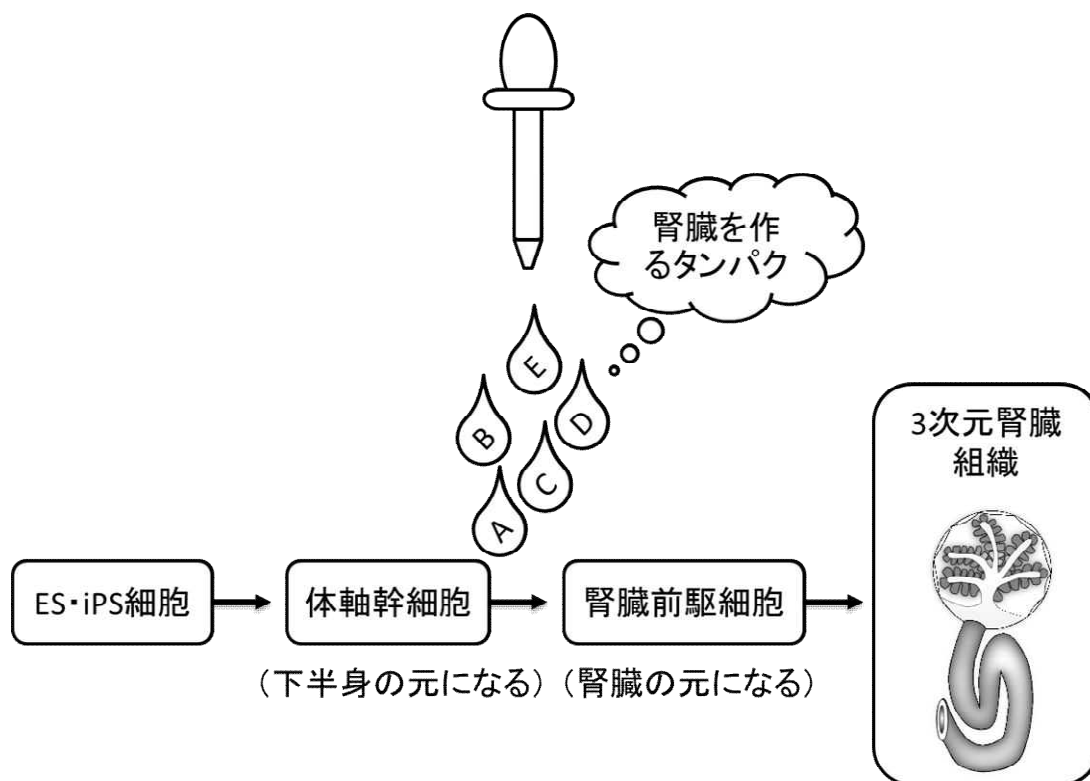 腎臓を作
るタンパク
E
B
D
C
A
3次元腎臓
組織
ES・iPS細胞
体軸幹細胞
腎臓前駆細胞
（下半身の元になる）
（腎臓の元になる）